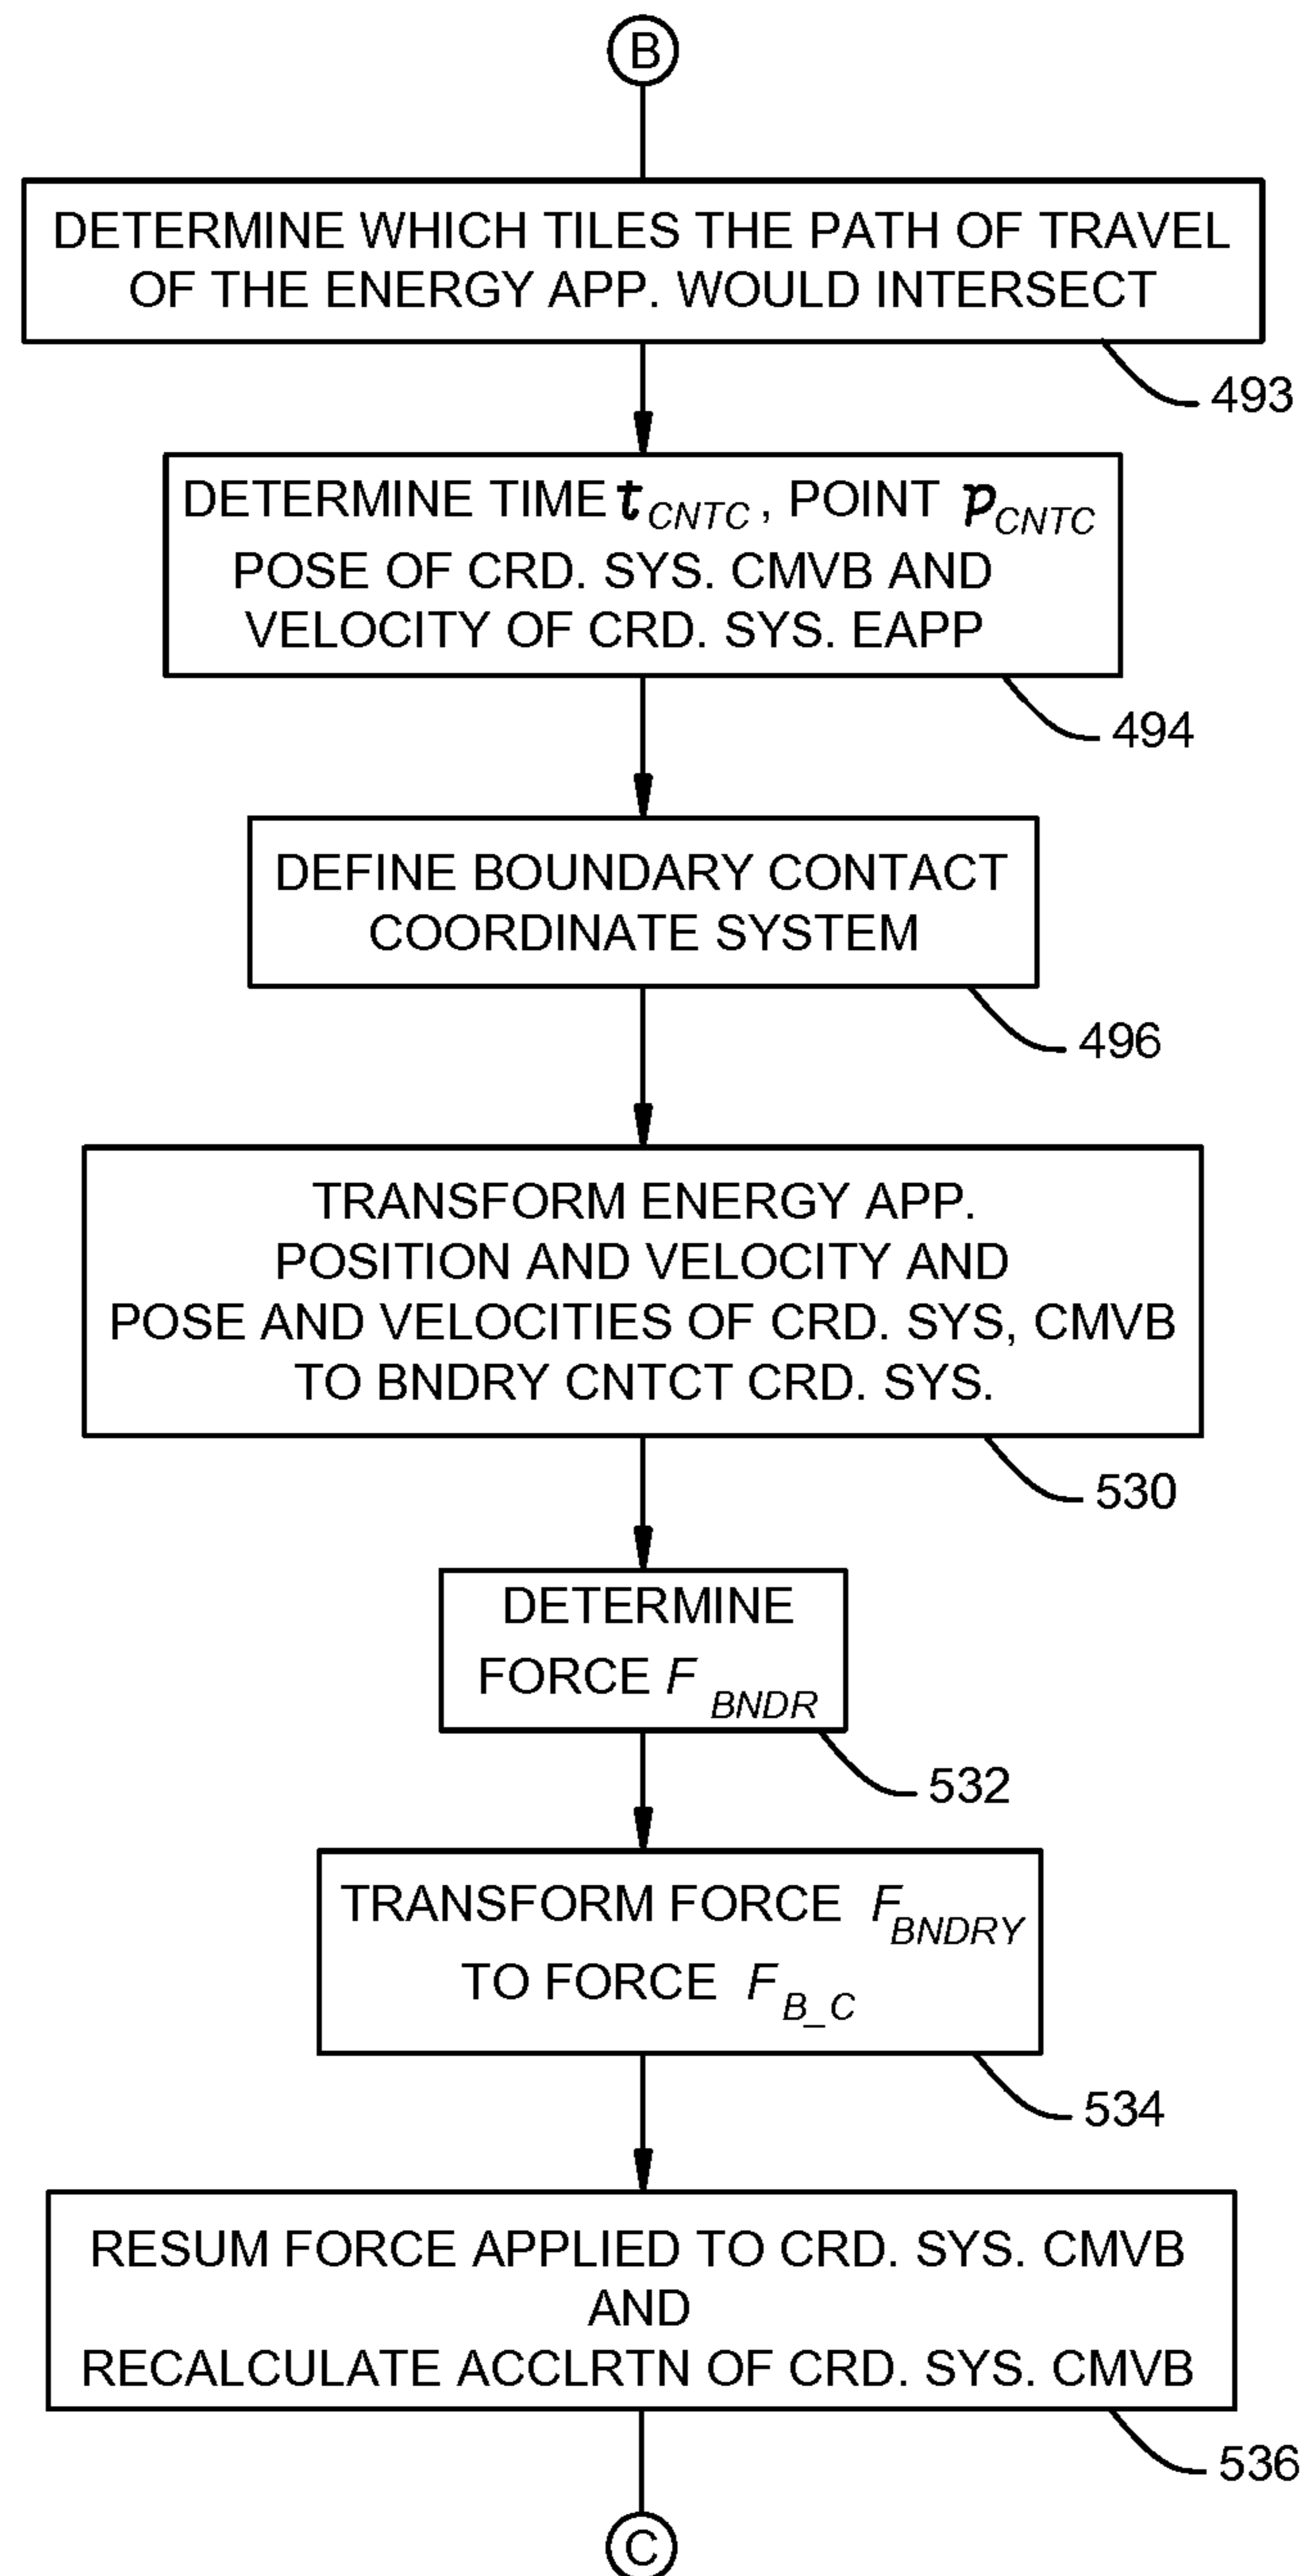 B
DETERMINE WHICH TILES THE PATH OF TRAVEL
OF THE ENERGY APP. WOULD INTERSECT
493
DETERMINE TIME t CNTC, POINT p CNTC
POSE OF CRD. SYS. CMVB AND
VELOCITY OF CRD. SYS. EAPP
494
DEFINE BOUNDARY CONTACT
COORDINATE SYSTEM
496
TRANSFORM ENERGY APP.
POSITION AND VELOCITY AND
POSE AND VELOCITIES OF CRD. SYS, CMVB
TO BNDRY CNTCT CRD. SYS.
530
DETERMINE
FORCE F BNDR
532
TRANSFORM FORCE F BNDRY
TO FORCE F B_C
534
RESUM FORCE APPLIED TO CRD. SYS. CMVB
AND
RECALCULATE ACCLRTN OF CRD. SYS. CMVB
536
C